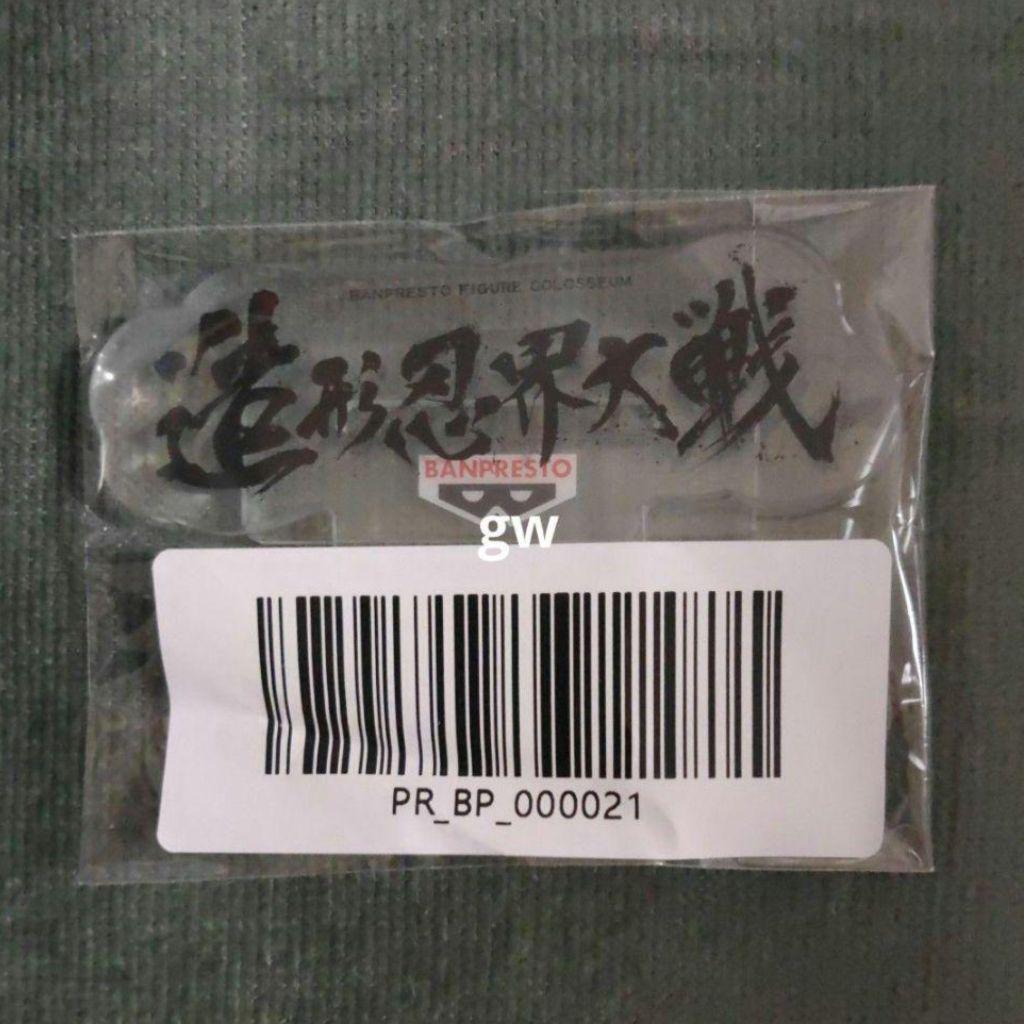 BANPRESTO FIGURE COLOSSEUM
造形忍界大戦
BANPRESTO
gw
PR_BP_000021